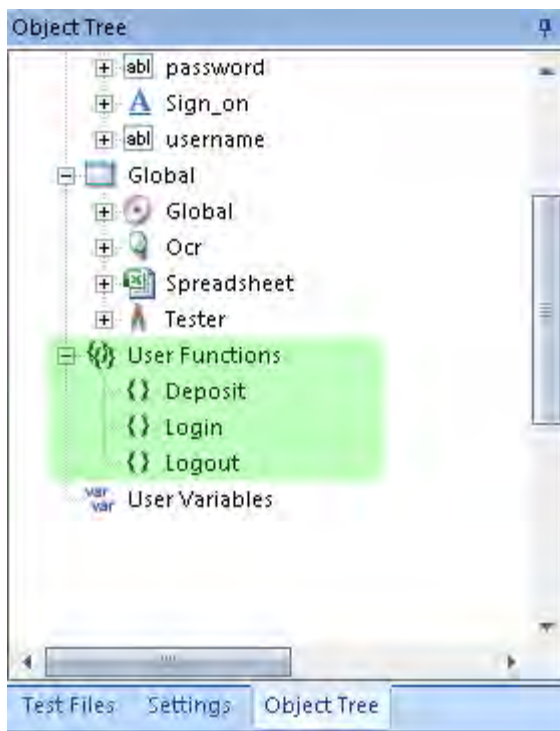 Object Tree
abl password
A Sign_on
abl username
Global
Global
Ocr
Spreadsheet
Tester
{()} User Functions
{} Deposit
{} Login
{} Logout
var
var User Variables
Test Files Settings Object Tree